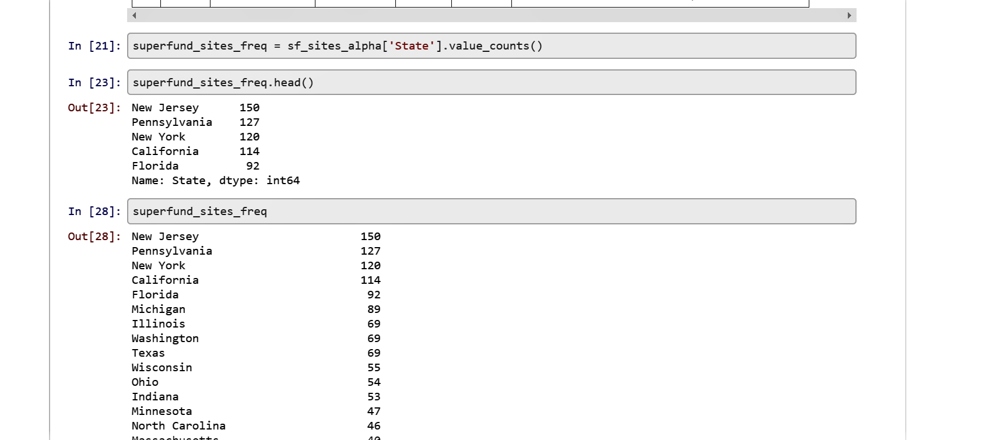 In [21]: superfund_sites_freq = sf_sites_alpha['State'].value_counts()
In [23]: superfund_sites_freq.head()
Out[23]: New Jersey 150
Pennsylvania 127
New York 120
California 114
Florida 92
Name: State, dtype: int64
In [28]: superfund_sites_freq
Out[28]: New Jersey 150
Pennsylvania 127
New York 120
California 114
Florida 92
Michigan 89
Illinois 69
Washington 69
Texas 69
Wisconsin 55
Ohio 54
Indiana 53
Minnesota 47
North Carolina 46